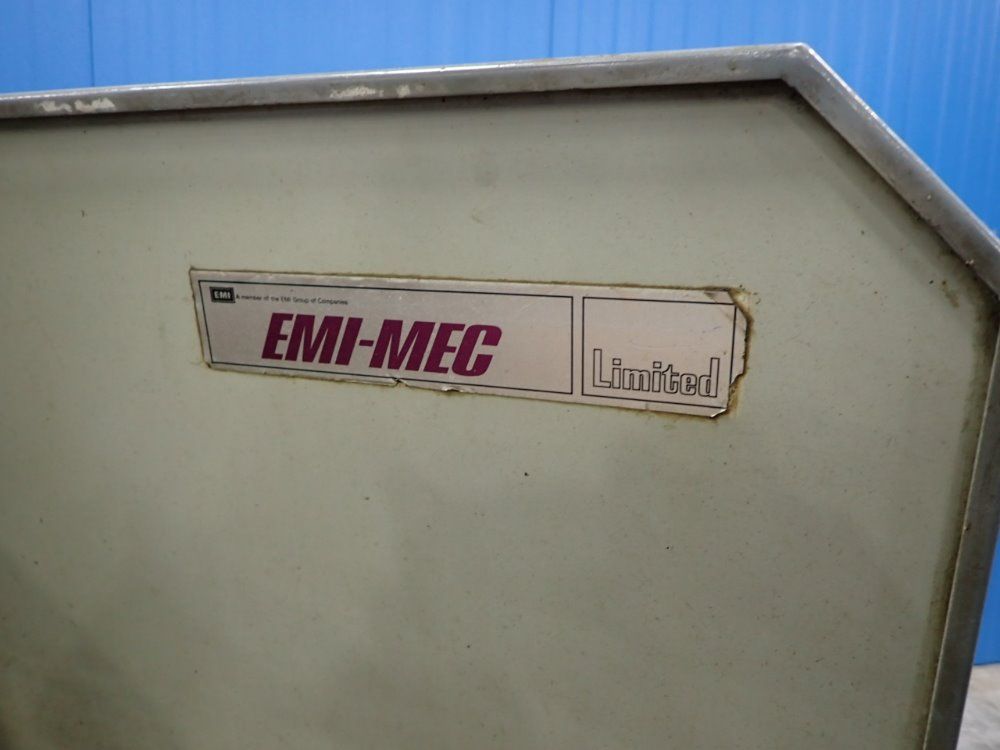 EMI A member of the EMI Group of Companies
EMI-MEC
Limited